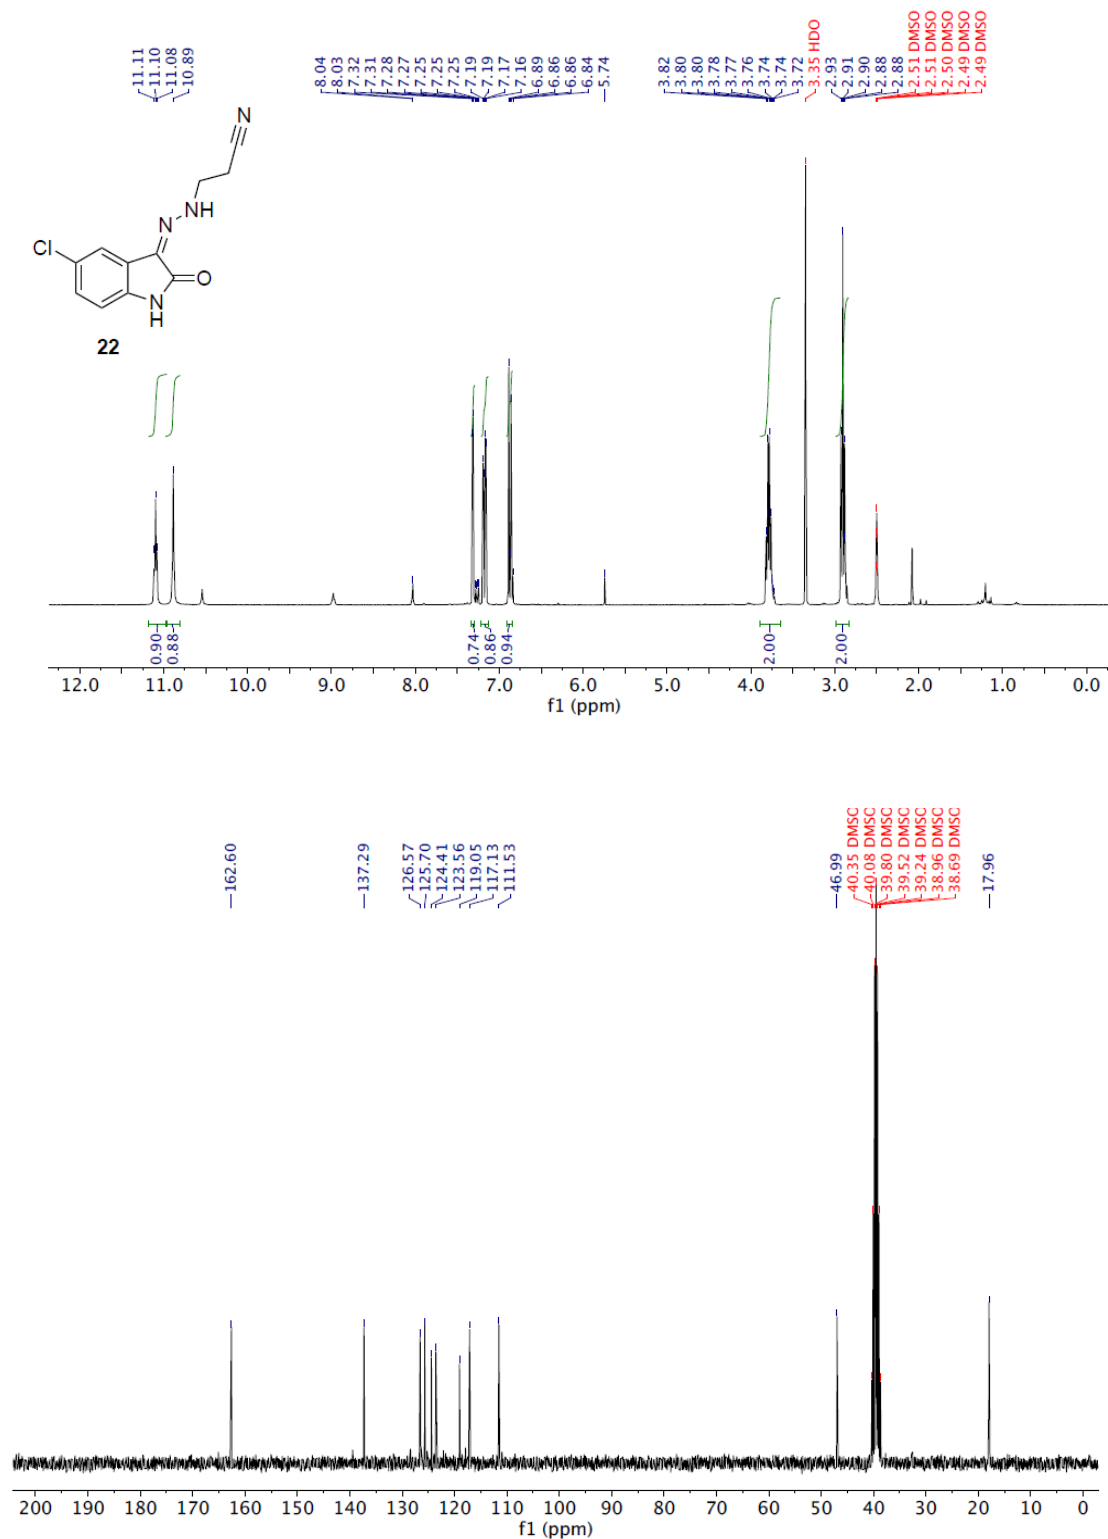 11.11
11.10
11.08
10.89
8.04
8.03
7.32
7.31
7.28
7.27
7.25
7.25
7.25
7.19
7.19
7.17
7.16
6.89
6.86
6.86
6.84
5.74
3.82
3.80
3.80
3.78
3.77
3.76
3.74
3.74
3.72
3.35 HDO
2.93
2.91
2.90
2.88
2.88
2.51 DMSO
2.51 DMSO
2.50 DMSO
2.49 DMSO
2.49 DMSO
N
N
NH
Cl
O
N
H
22
0.90
0.88
0.74
0.86
0.94
2.00
2.00
12.0 11.0 10.0 9.0 8.0 7.0 6.0 5.0 4.0 3.0 2.0 1.0 0.0
f1 (ppm)
162.60
137.29
126.57
125.70
124.41
123.56
119.05
117.13
111.53
46.99
40.35 DMSC
40.08 DMSC
39.80 DMSC
39.52 DMSC
39.24 DMSC
38.96 DMSC
38.69 DMSC
17.96
200 190 180 170 160 150 140 130 120 110 100 90 80 70 60 50 40 30 20 10 0
f1 (ppm)